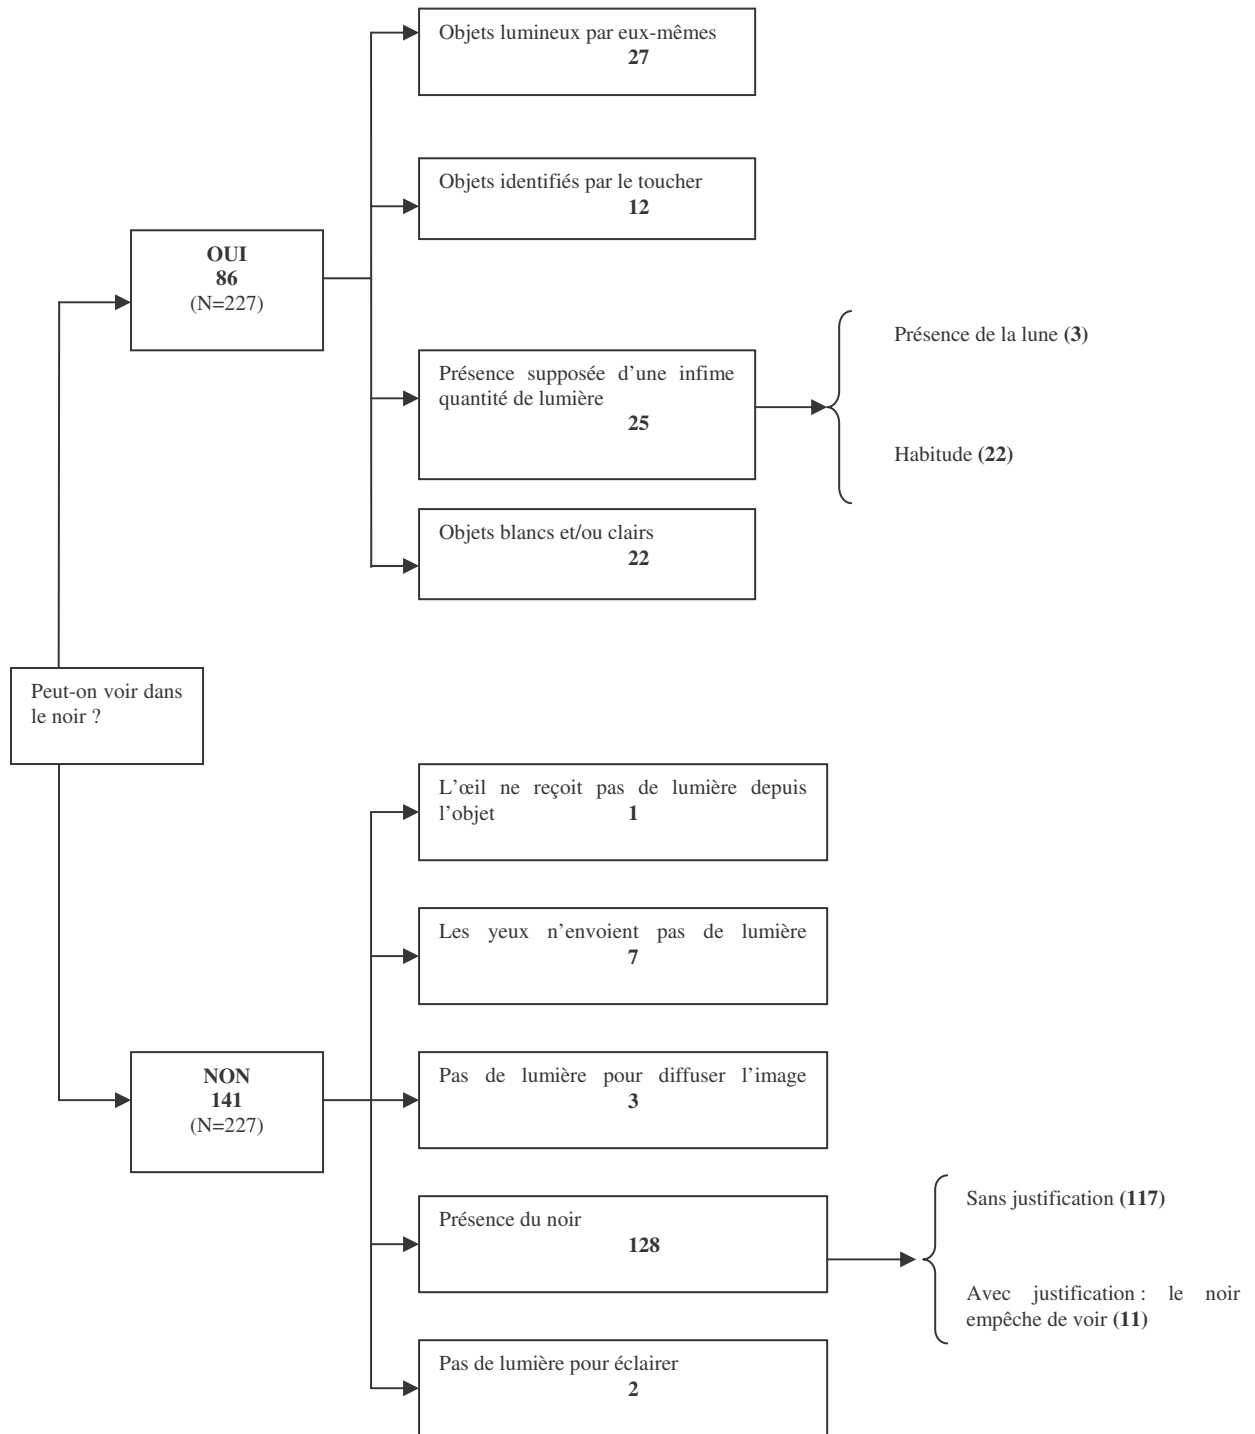 Objets lumineux par eux-mêmes
27
Objets identifiés par le toucher
12
OUI
86
(N=227)
Présence supposée d'une infime
quantité de lumière
25
Présence de la lune (3)
Habitude (22)
Objets blancs et/ou clairs
22
Peut-on voir dans
le noir ?
L'œil ne reçoit pas de lumière depuis
l'objet 1
Les yeux n'envoient pas de lumière
7
NON
141
(N=227)
Pas de lumière pour diffuser l'image
3
Présence du noir
128
Sans justification (117)
Avec justification : le noir
empêche de voir (11)
Pas de lumière pour éclairer
2